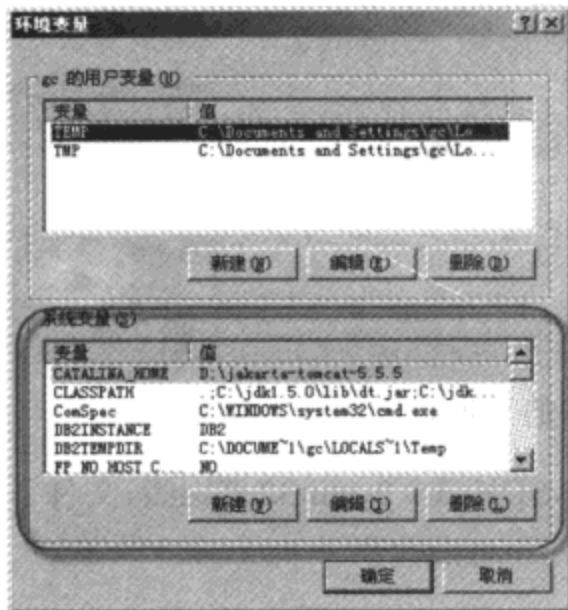 环境变量
gc 的用户变量(U)
变量 值
TEMP C:\Documents and Settings\gc\Lo...
TMP C:\Documents and Settings\gc\Lo...
新建(N) 编辑(E) 删除(D)
系统变量(S)
变量 值
CATALINA_HOME D:\jakarta-tomcat-5.5.5
CLASSPATH .;C:\jdk1.5.0\lib\dt.jar;C:\jdk...
ComSpec C:\WINDOWS\system32\cmd.exe
DB2INSTANCE DB2
DB2TEMPDIR C:\DOCUME~1\gc\LOCALS~1\Temp
FP_NO_HOST_C... NO
新建(W) 编辑(I) 删除(L)
确定 取消